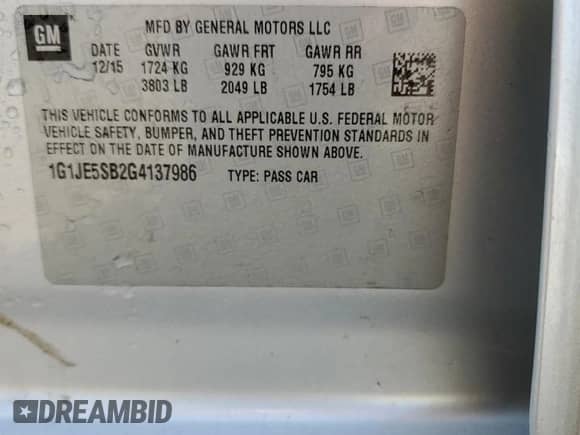 GM
MFD BY GENERAL MOTORS LLC
DATE GVWR GAWR FRT GAWR RR
12/15 1724 KG 929 KG 795 KG
3803 LB 2049 LB 1754 LB
THIS VEHICLE CONFORMS TO ALL APPLICABLE U.S. FEDERAL MOTOR
VEHICLE SAFETY, BUMPER, AND THEFT PREVENTION STANDARDS IN
EFFECT ON THE DATE OF MANUFACTURE SHOWN ABOVE.
1G1JE5SB2G4137986 TYPE: PASS CAR
DREAMBID